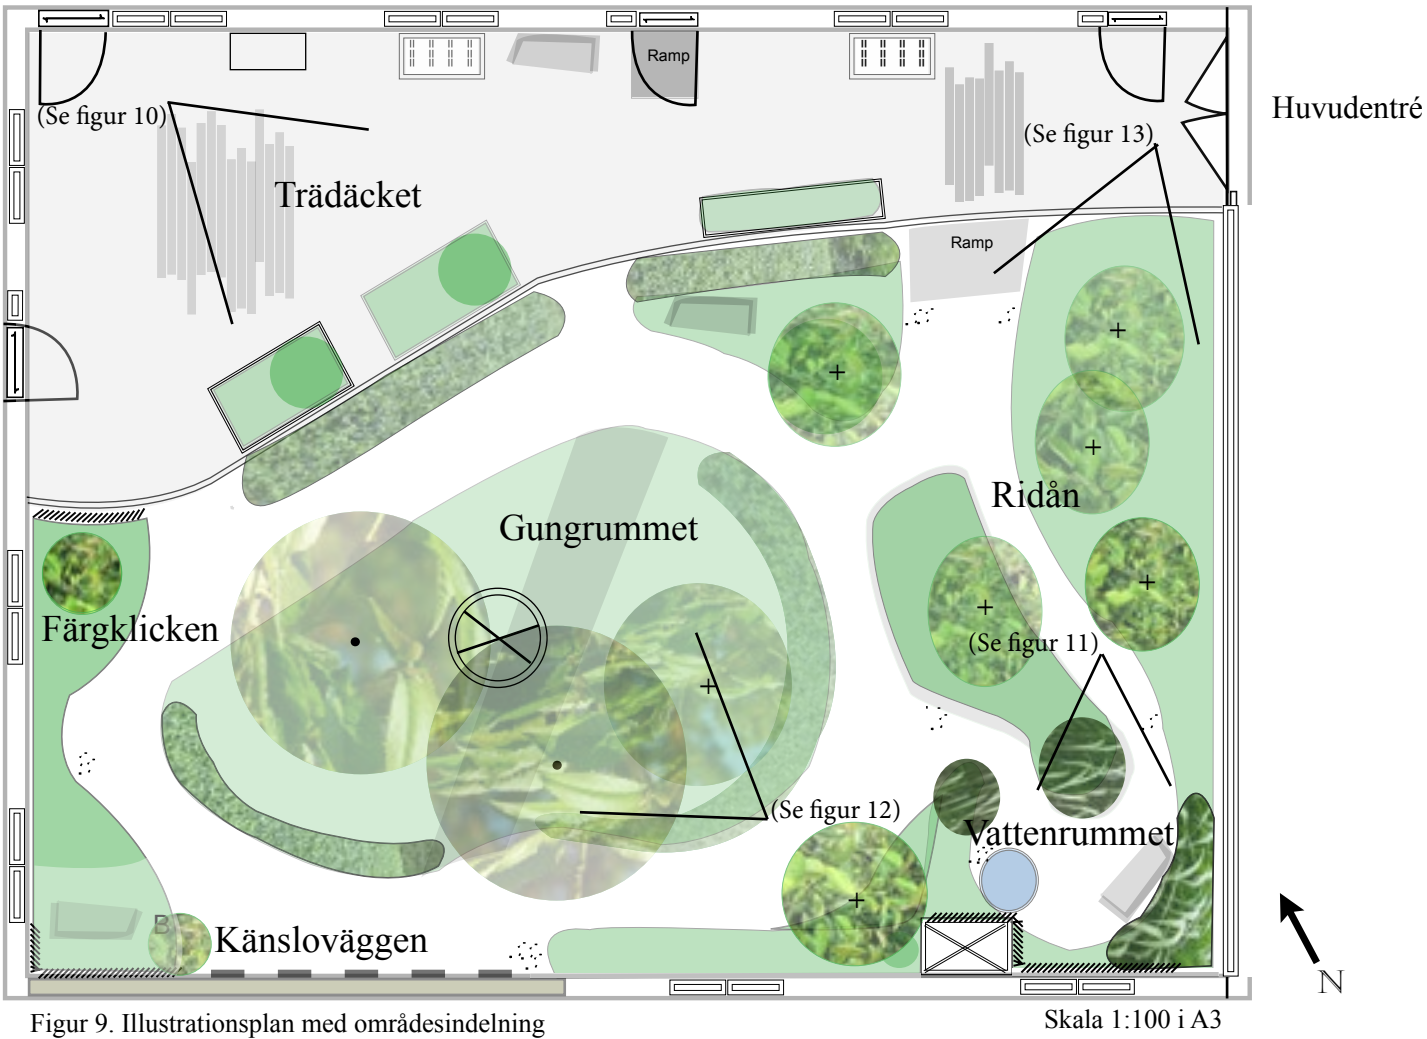 Ramp
Huvudentré
(Se figur 10)
(Se figur 13)
Trädäcket
Ramp
Ridån
Gungrummet
Färgklicken
(Se figur 11)
(Se figur 12)
Vattenrummet
B
Känsloväggen
N
Figur 9. Illustrationsplan med områdesindelning
Skala 1:100 i A3